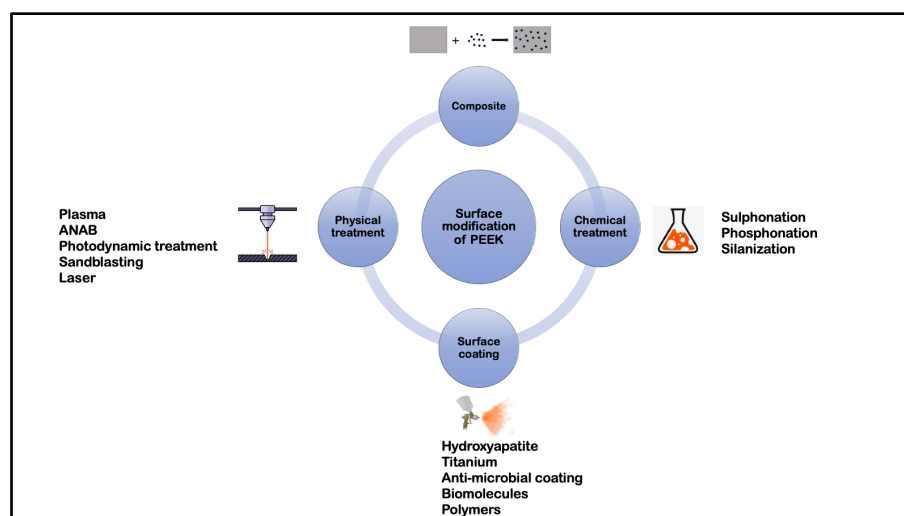 +
Composite
Surface
modification
of PEEK
Physical
treatment
Chemical
treatment
Surface
coating
Plasma
ANAB
Photodynamic treatment
Sandblasting
Laser
Sulphonation
Phosphonation
Silanization
Hydroxyapatite
Titanium
Anti-microbial coating
Biomolecules
Polymers